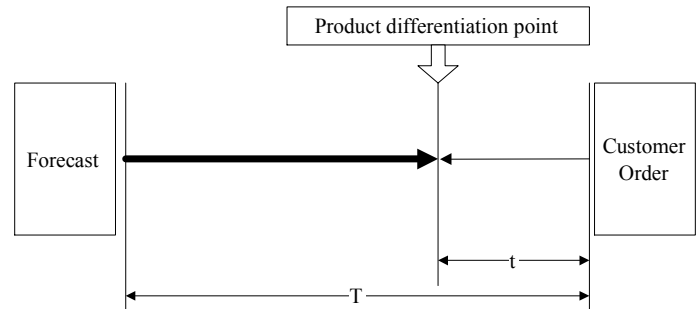 Product differentiation point
Forecast
Customer
Order
t
T